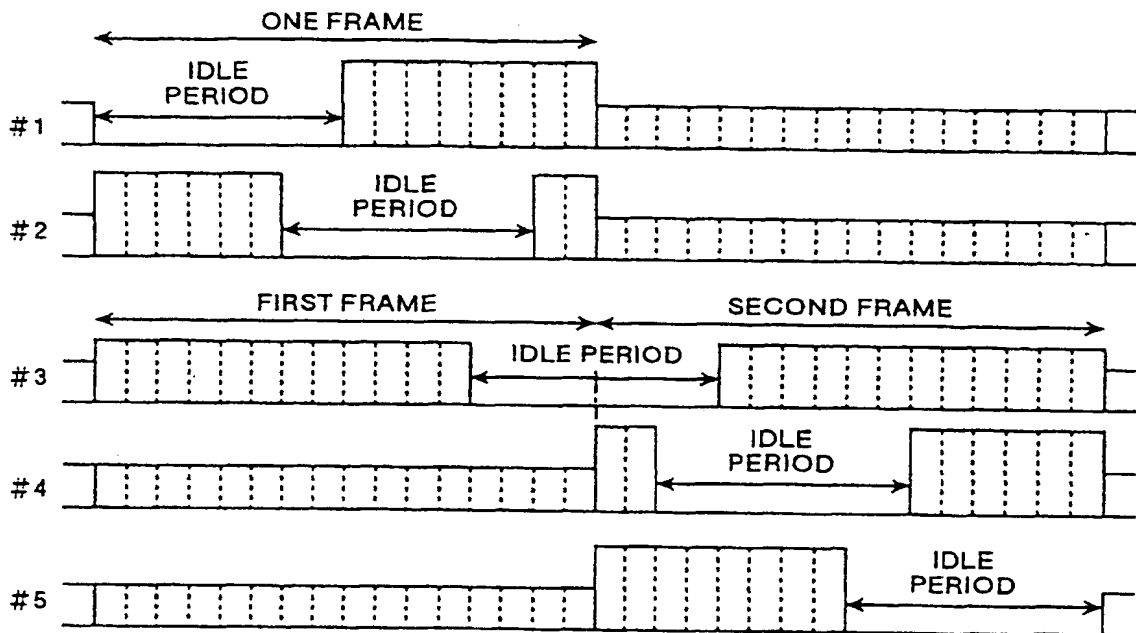 ONE FRAME
IDLE
PERIOD
#1
IDLE
PERIOD
#2
FIRST FRAME
SECOND FRAME
IDLE PERIOD
#3
IDLE
PERIOD
#4
IDLE
PERIOD
#5